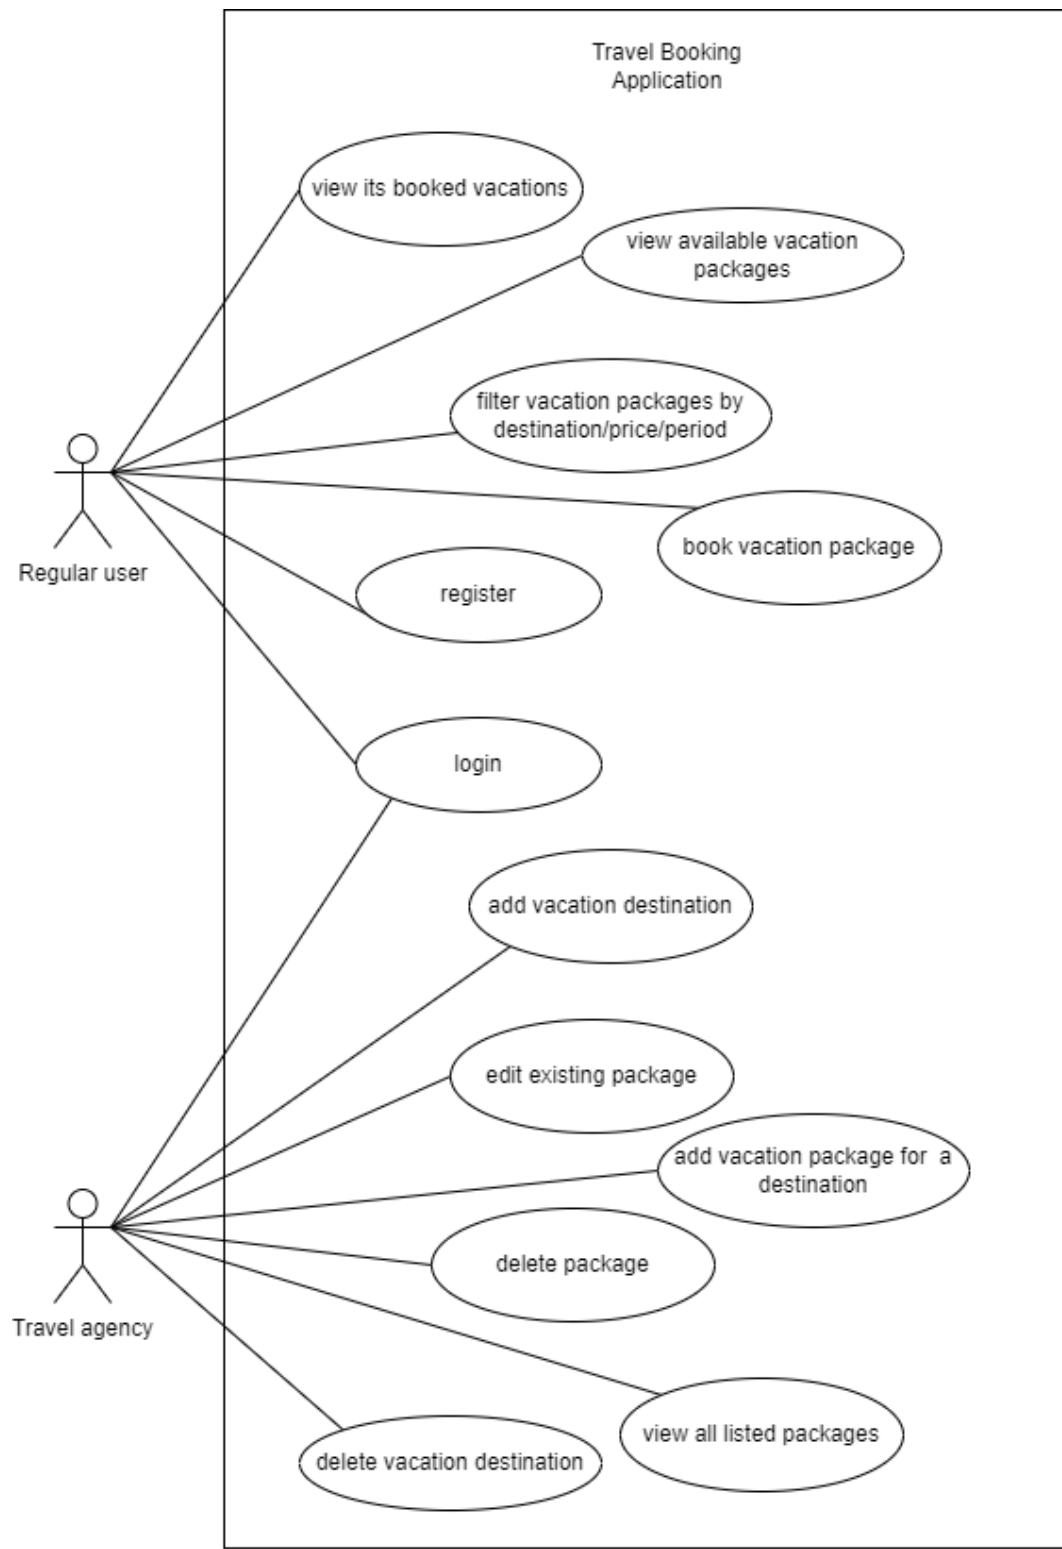 Travel Booking
Application
view its booked vacations
view available vacation
packages
filter vacation packages by
destination/price/period
book vacation package
Regular user
register
login
add vacation destination
edit existing package
add vacation package for a
destination
delete package
Travel agency
view all listed packages
delete vacation destination